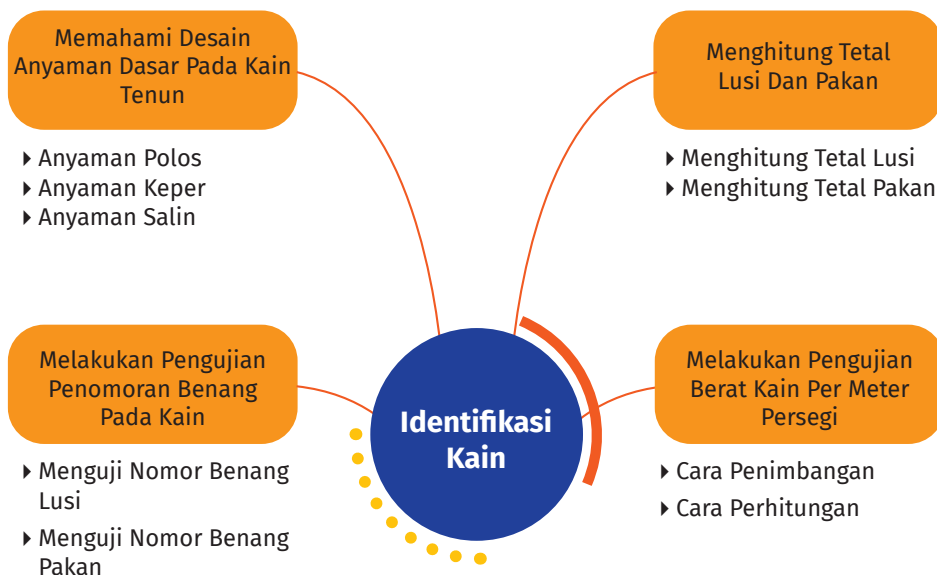 Memahami Desain
Anyaman Dasar Pada Kain
Tenun
▸ Anyaman Polos
▸ Anyaman Keper
▸ Anyaman Salin
Menghitung Tetal
Lusi Dan Pakan
▸ Menghitung Tetal Lusi
▸ Menghitung Tetal Pakan
Melakukan Pengujian
Penomoran Benang
Pada Kain
▸ Menguji Nomor Benang
Lusi
▸ Menguji Nomor Benang
Pakan
Identifikasi
Kain
Melakukan Pengujian
Berat Kain Per Meter
Persegi
▸ Cara Penimbangan
▸ Cara Perhitungan